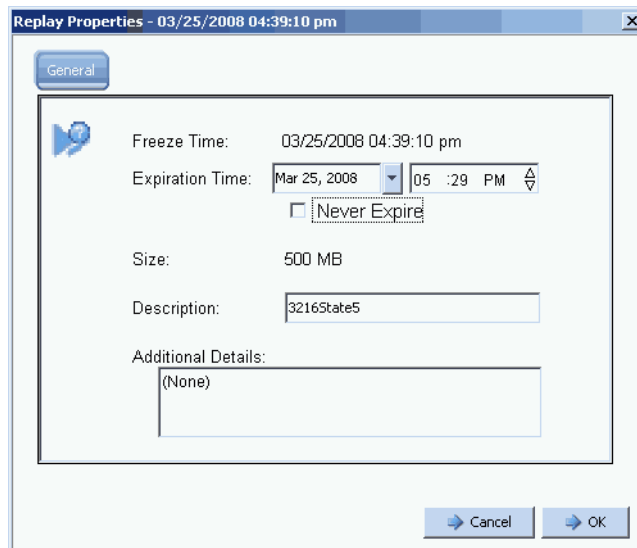 Replay Properties - 03/25/2008 04:39:10 pm
General
Freeze Time: 03/25/2008 04:39:10 pm
Expiration Time: Mar 25, 2008 05 :29 PM
Never Expire
Size: 500 MB
Description: 3216State5
Additional Details:
(None)
Cancel OK